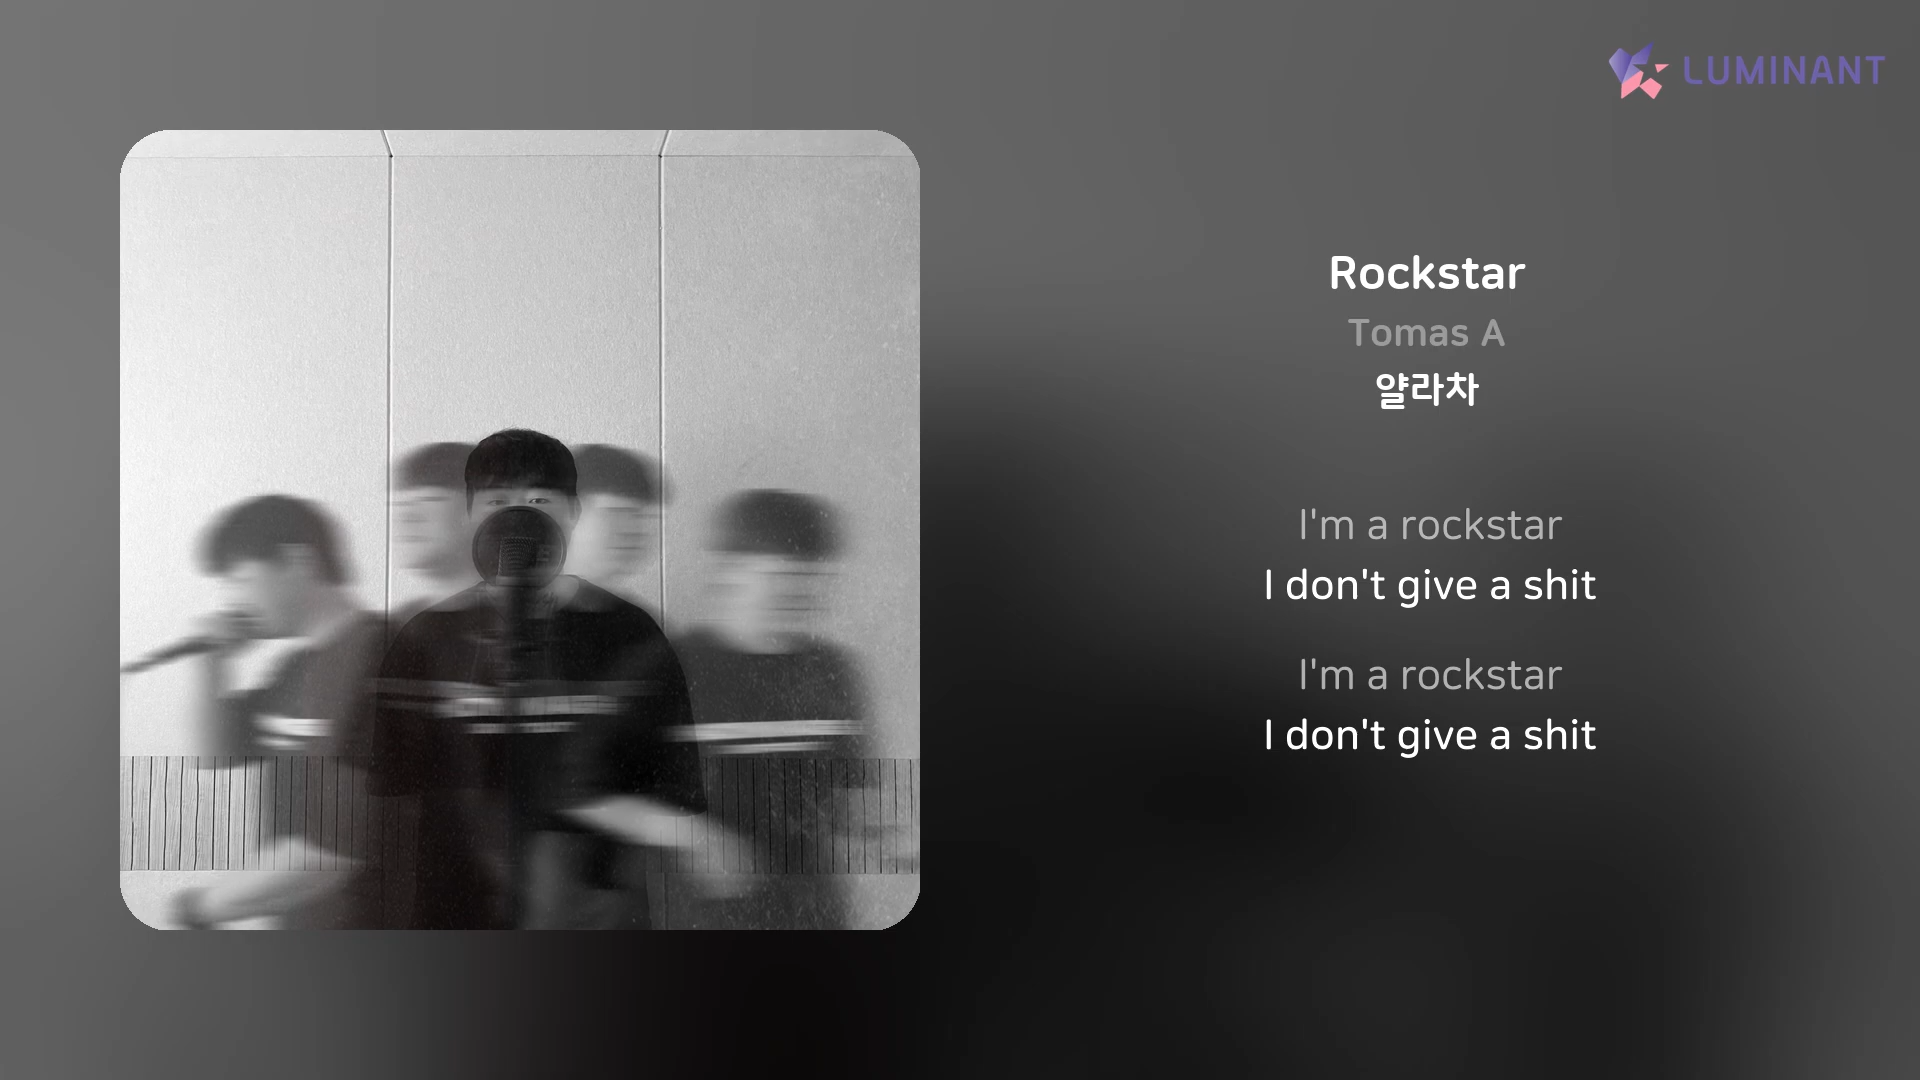 LUMINANT
Rockstar
Tomas A
얄라차
I'm a rockstar
I don't give a shit
I'm a rockstar
I don't give a shit